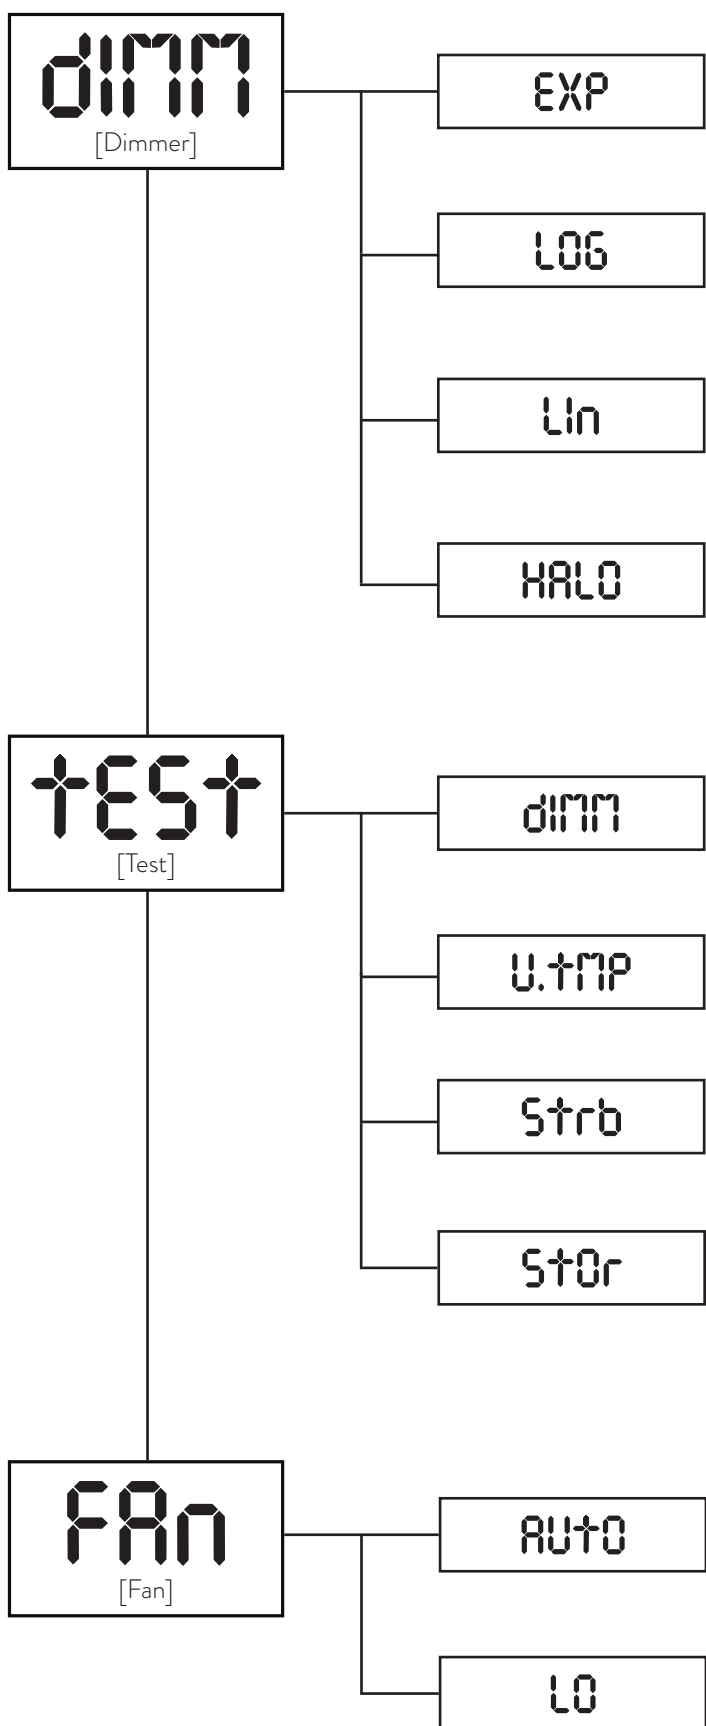 dIMM
[Dimmer]
EXP
LOG
LIn
HALO
tESt
[Test]
dIMM
U.tMP
Strb
StOr
FAn
[Fan]
AUtO
LO